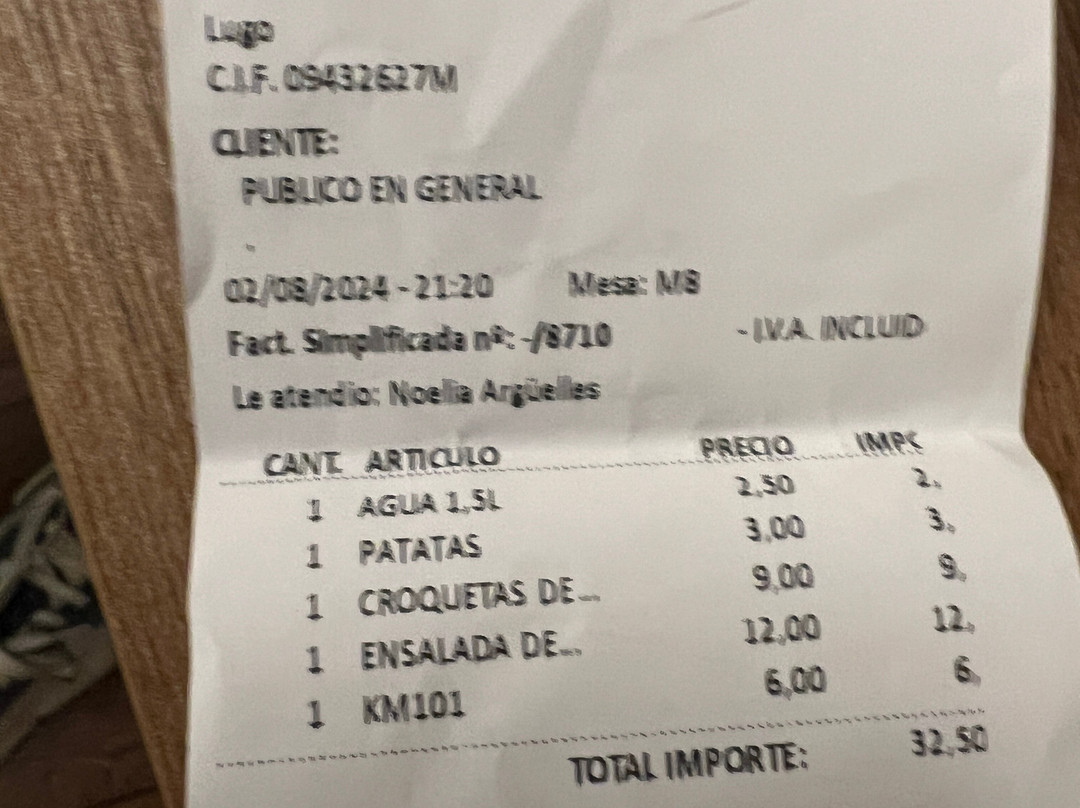 Lugo
C.I.F. 09432627M
CLIENTE:
PUBLICO EN GENERAL
.
02/08/2024 - 21:20 Mesa: M8
Fact. Simplificada nº: -/8710 - I.V.A. INCLUID
Le atendio: Noelia Argüelles
CANT. ARTICULO PRECIO IMPC
1 AGUA 1,5L 2,50 2,
1 PATATAS 3,00 3,
1 CROQUETAS DE... 9,00 9,
1 ENSALADA DE... 12,00 12,
1 KM101 6,00 6,
TOTAL IMPORTE: 32,50